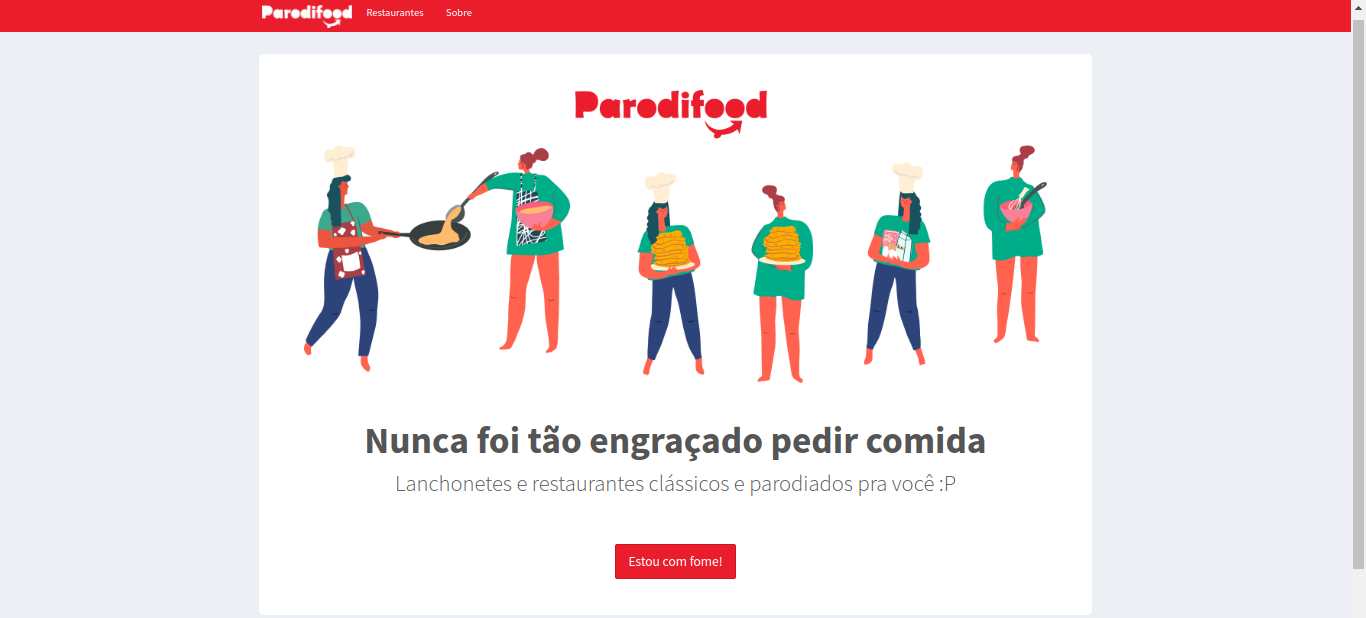 Parodifood Restaurantes Sobre
Parodifood
Nunca foi tão engraçado pedir comida
Lanchonetes e restaurantes clássicos e parodiados pra você :P
Estou com fome!